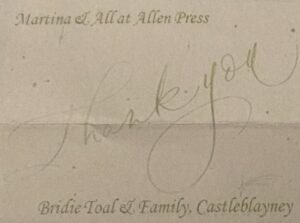 Martina & All at Allen Press
Thank you
Bridie Toal & Family, Castleblayney